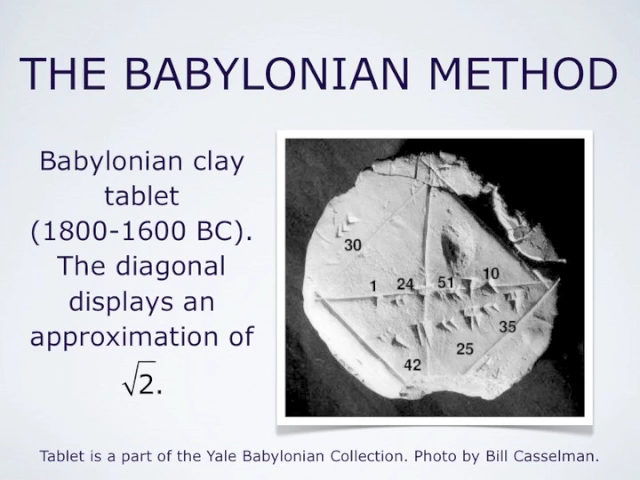 THE BABYLONIAN METHOD
Babylonian clay
tablet
(1800-1600 BC).
The diagonal
displays an
approximation of
√2.
30
1 24 51 10
35
25
42
Tablet is a part of the Yale Babylonian Collection. Photo by Bill Casselman.